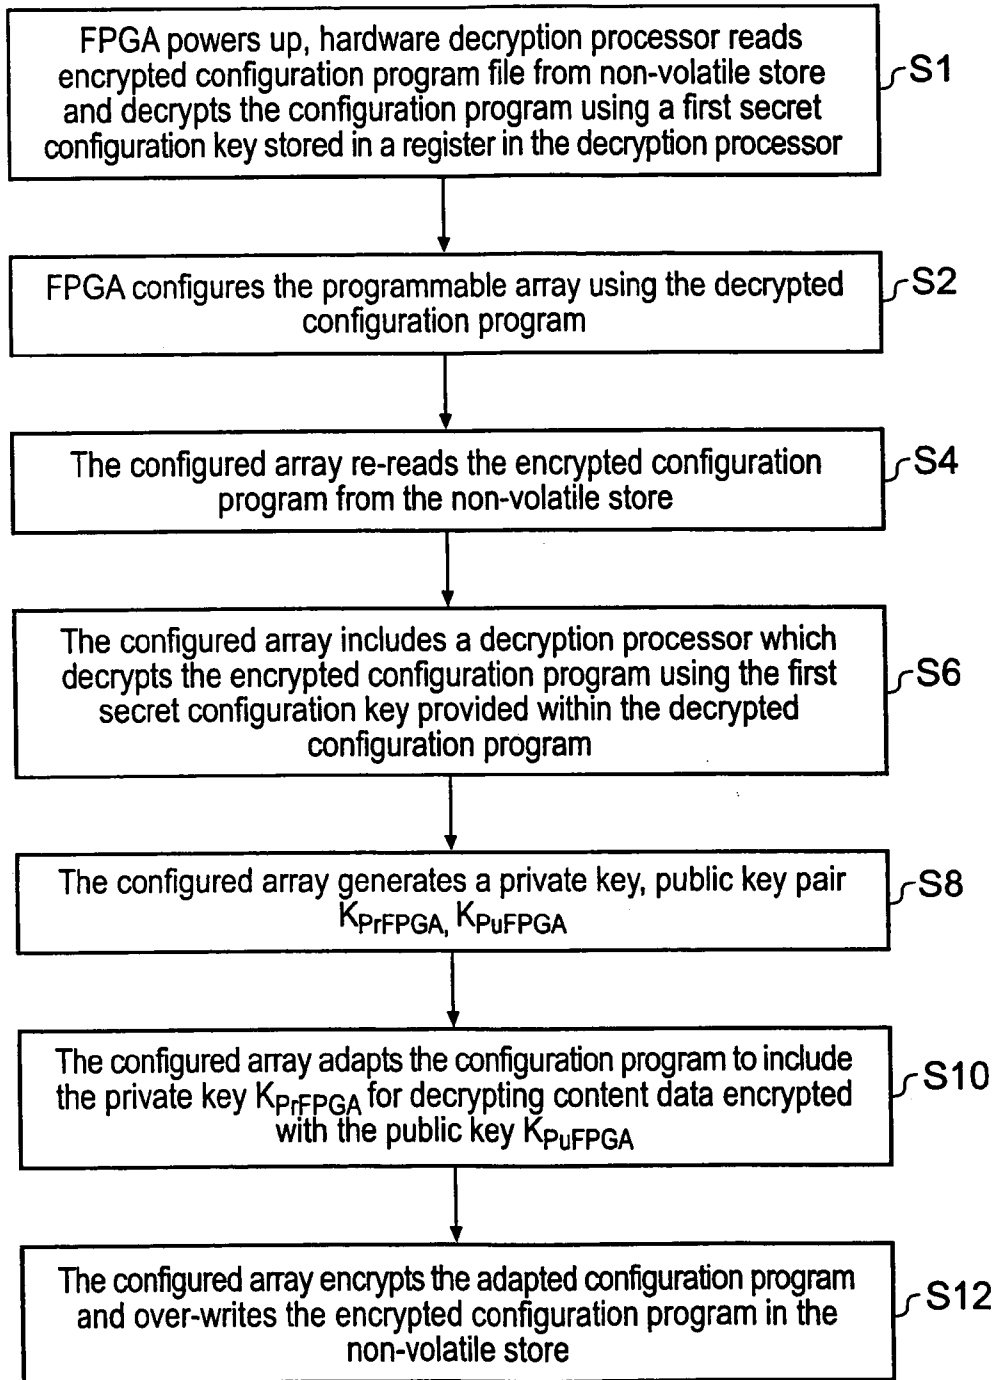 FPGA powers up, hardware decryption processor reads
encrypted configuration program file from non-volatile store
and decrypts the configuration program using a first secret
configuration key stored in a register in the decryption processor
S1
FPGA configures the programmable array using the decrypted
configuration program
S2
The configured array re-reads the encrypted configuration
program from the non-volatile store
S4
The configured array includes a decryption processor which
decrypts the encrypted configuration program using the first
secret configuration key provided within the decrypted
configuration program
S6
The configured array generates a private key, public key pair
KPrFPGA, KPuFPGA
S8
The configured array adapts the configuration program to include
the private key KPrFPGA for decrypting content data encrypted
with the public key KPuFPGA
S10
The configured array encrypts the adapted configuration program
and over-writes the encrypted configuration program in the
non-volatile store
S12